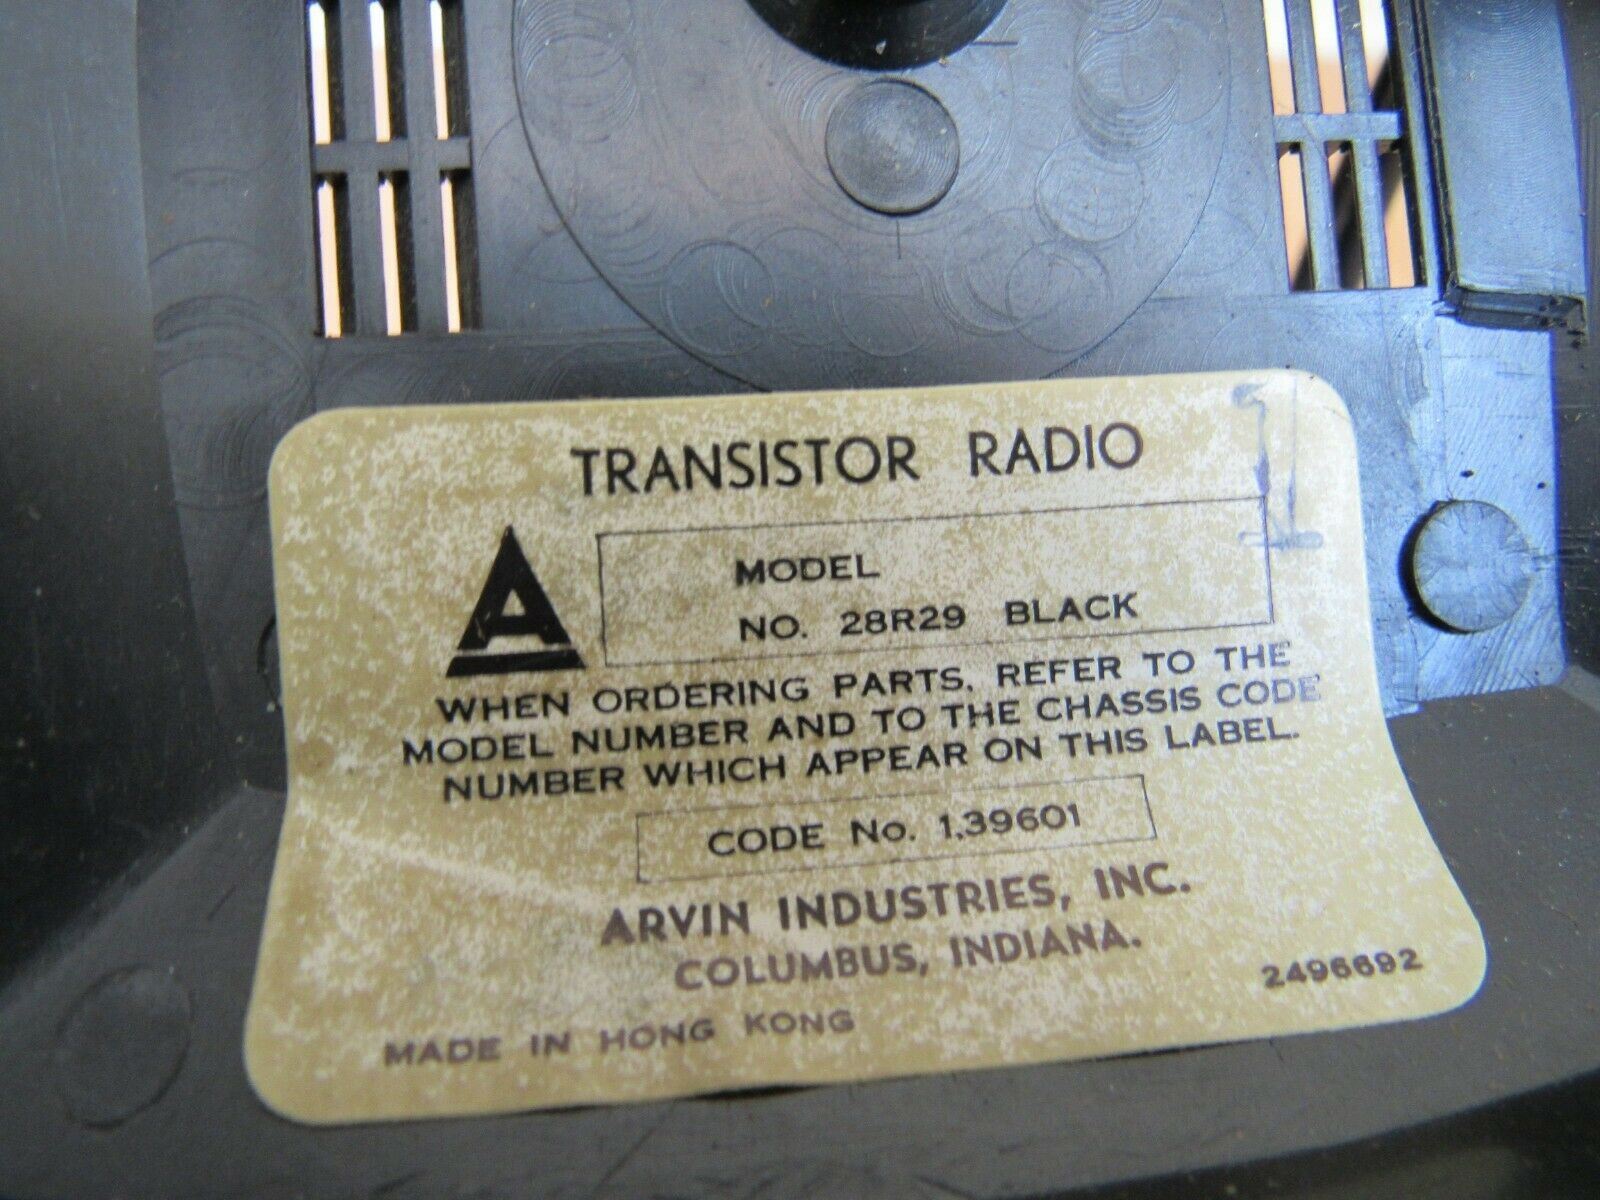 TRANSISTOR RADIO
A
MODEL
NO. 28R29 BLACK
WHEN ORDERING PARTS, REFER TO THE
MODEL NUMBER AND TO THE CHASSIS CODE
NUMBER WHICH APPEAR ON THIS LABEL.
CODE No. 1.39601
ARVIN INDUSTRIES, INC.
COLUMBUS, INDIANA.
2496692
MADE IN HONG KONG